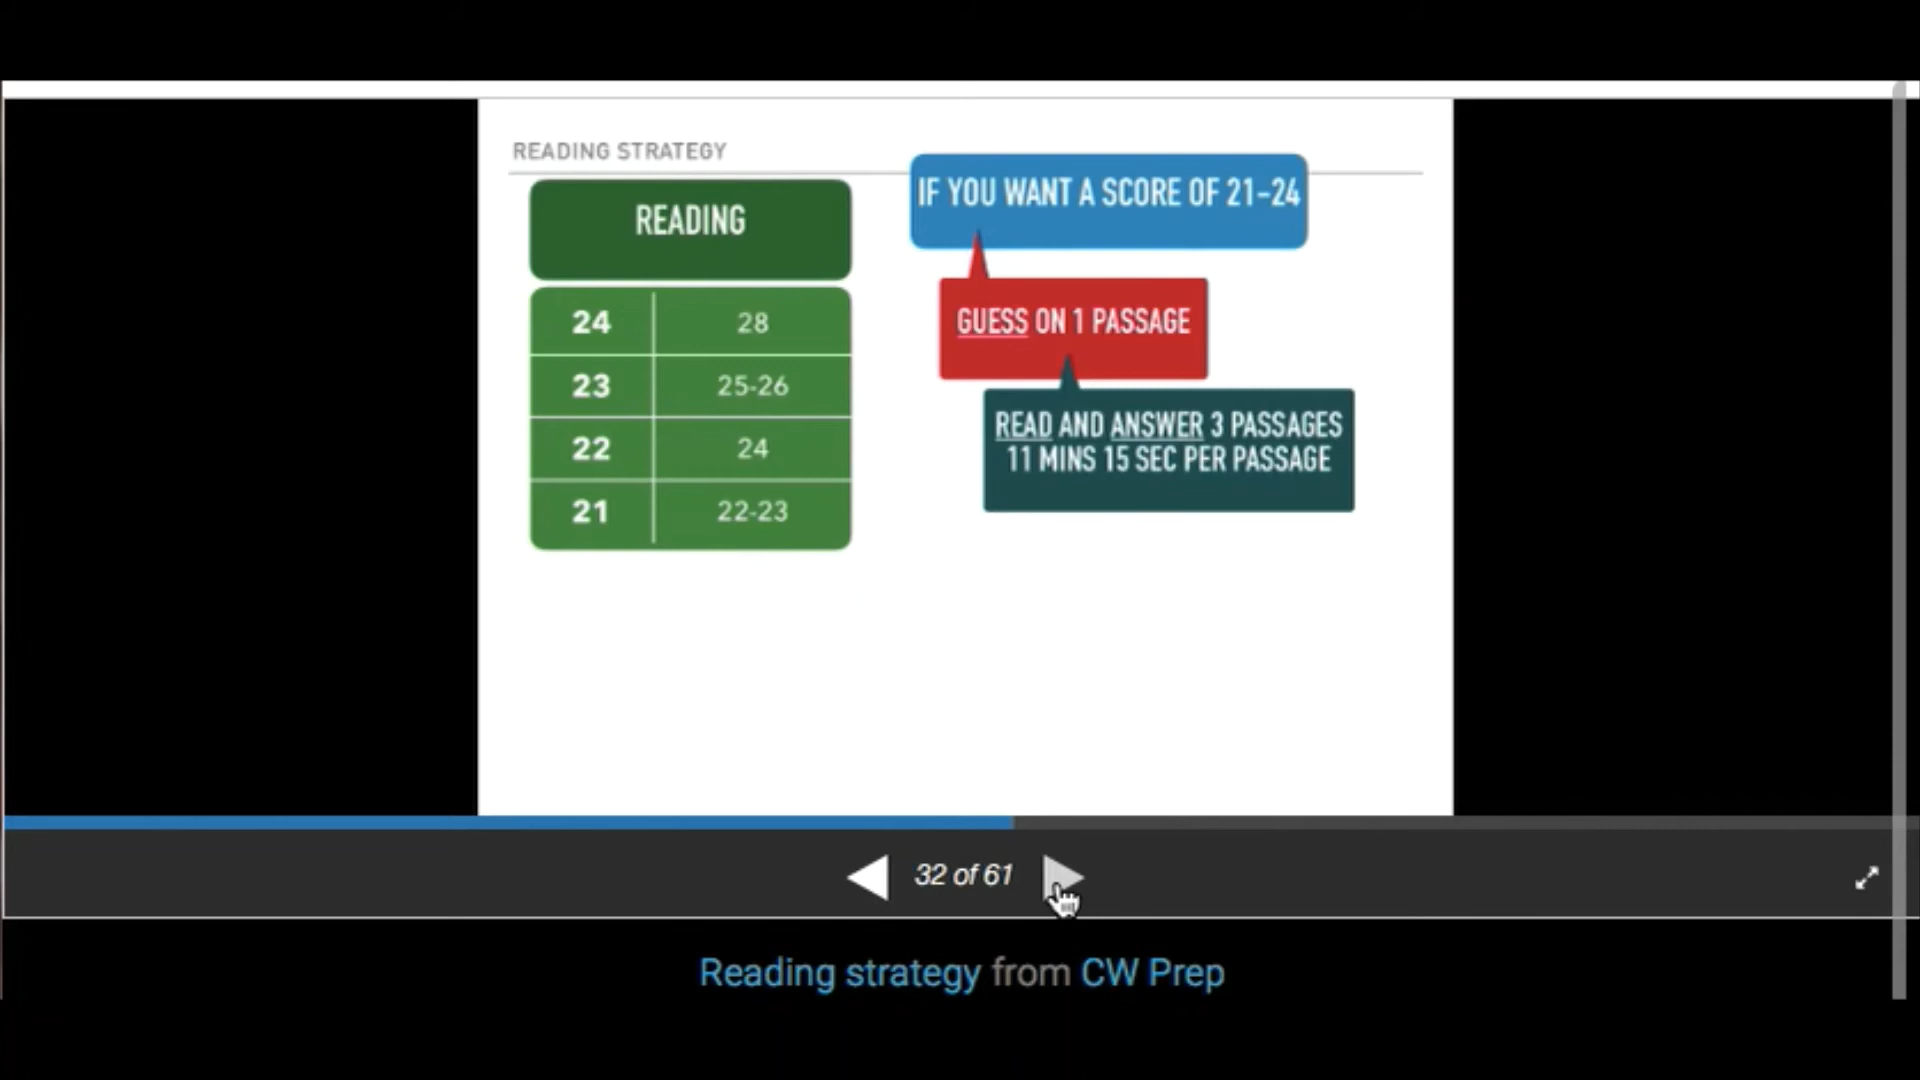 READING STRATEGY
READING
24 28
23 25-26
22 24
21 22-23
IF YOU WANT A SCORE OF 21-24
GUESS ON 1 PASSAGE
READ AND ANSWER 3 PASSAGES
11 MINS 15 SEC PER PASSAGE
32 of 61
Reading strategy from CW Prep